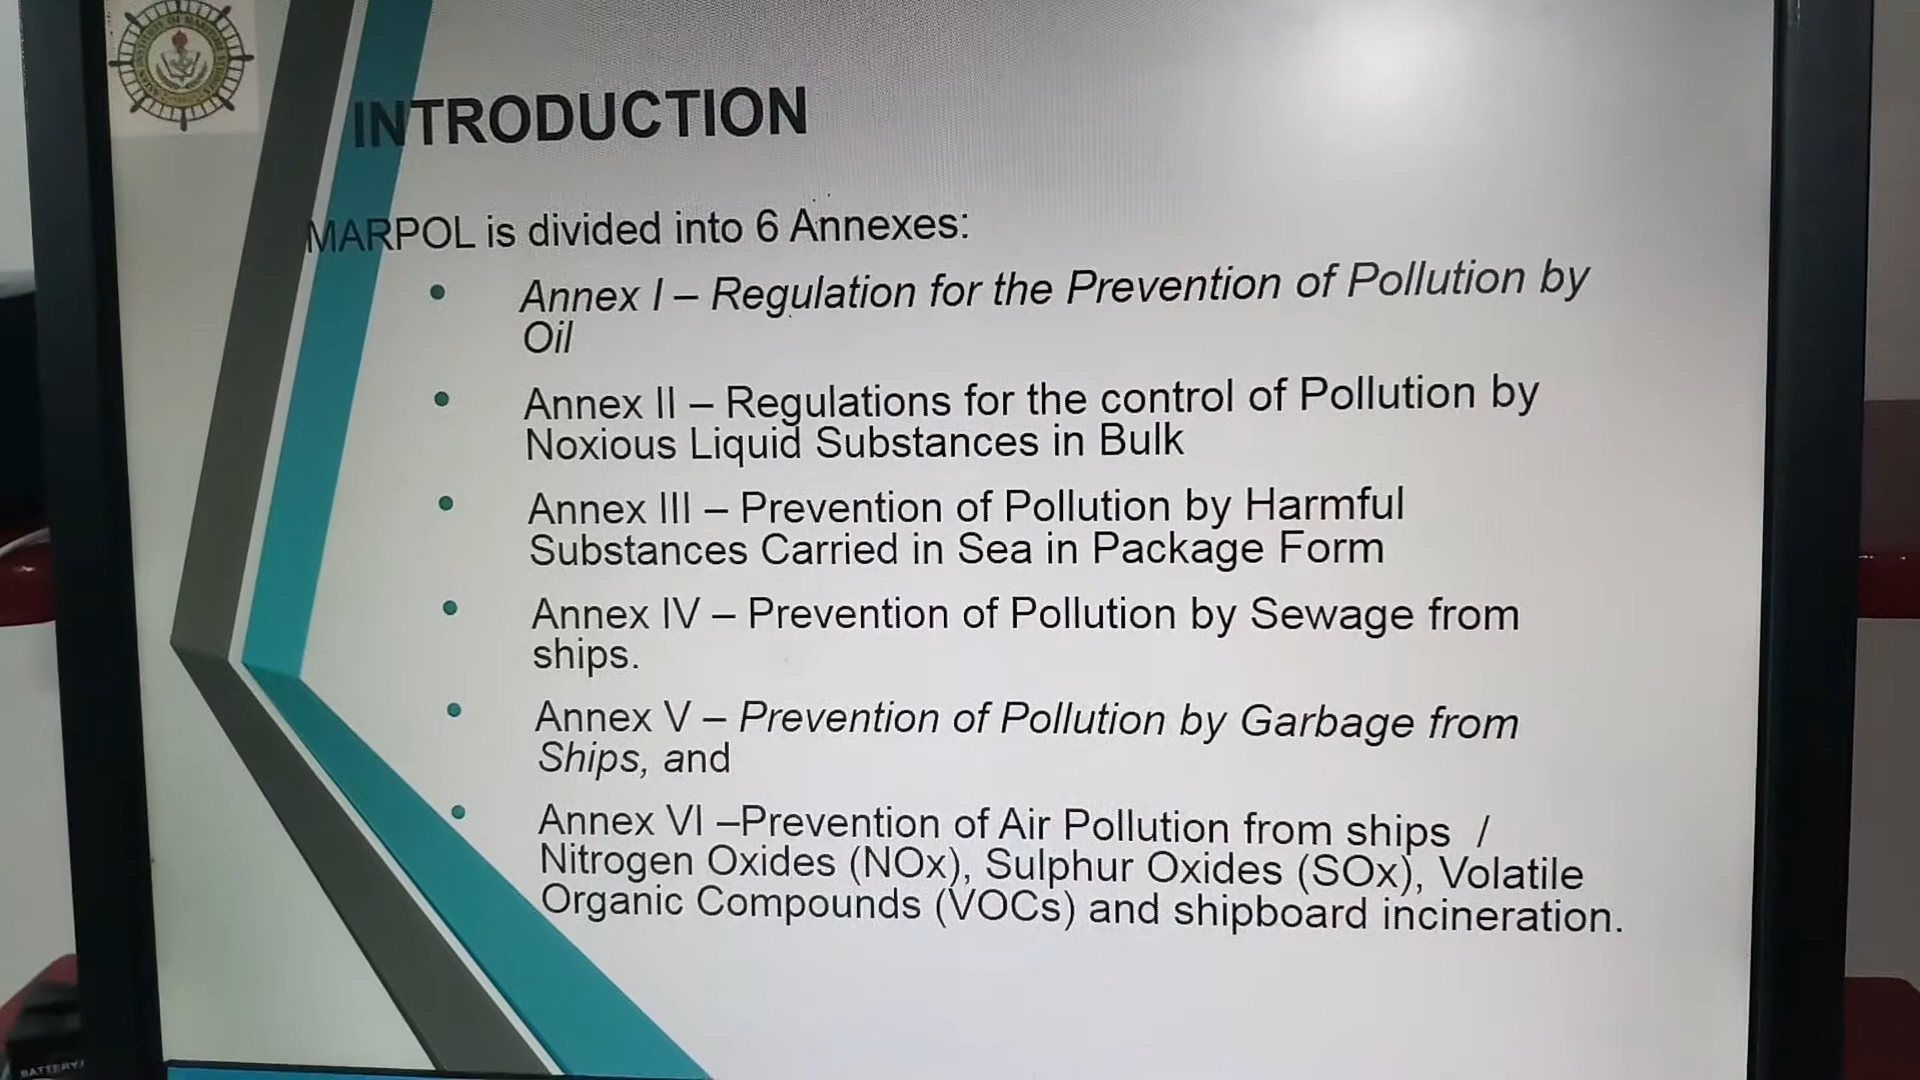 INTRODUCTION
MARPOL is divided into 6 Annexes:
• Annex I – Regulation for the Prevention of Pollution by
Oil
• Annex II – Regulations for the control of Pollution by
Noxious Liquid Substances in Bulk
• Annex III – Prevention of Pollution by Harmful
Substances Carried in Sea in Package Form
• Annex IV – Prevention of Pollution by Sewage from
ships.
• Annex V – Prevention of Pollution by Garbage from
Ships, and
• Annex VI –Prevention of Air Pollution from ships /
Nitrogen Oxides (NOx), Sulphur Oxides (SOx), Volatile
Organic Compounds (VOCs) and shipboard incineration.
BATTERY